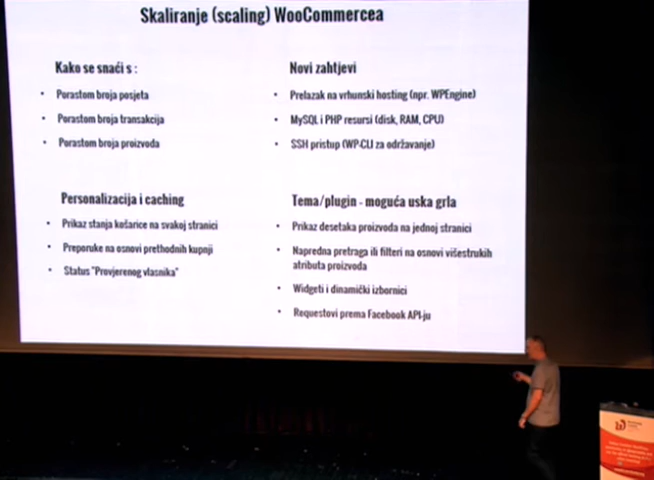 Skaliranje (scaling) WooCommercea
Kako se snaći s :
• Porastom broja posjeta
• Porastom broja transakcija
• Porastom broja proizvoda
Novi zahtjevi
• Prelazak na vrhunski hosting (npr. WPEngine)
• MySQL i PHP resursi (disk, RAM, CPU)
• SSH pristup (WP-CLI za održavanje)
Personalizacija i caching
• Prikaz stanja košarice na svakoj stranici
• Preporuke na osnovi prethodnih kupnji
• Status "Provjerenog vlasnika"
Tema/plugin - moguća uska grla
• Prikaz desetaka proizvoda na jednoj stranici
• Napredna pretraga ili filteri na osnovi višestrukih
atributa proizvoda
• Widgeti i dinamički izbornici
• Requestovi prema Facebook API-ju